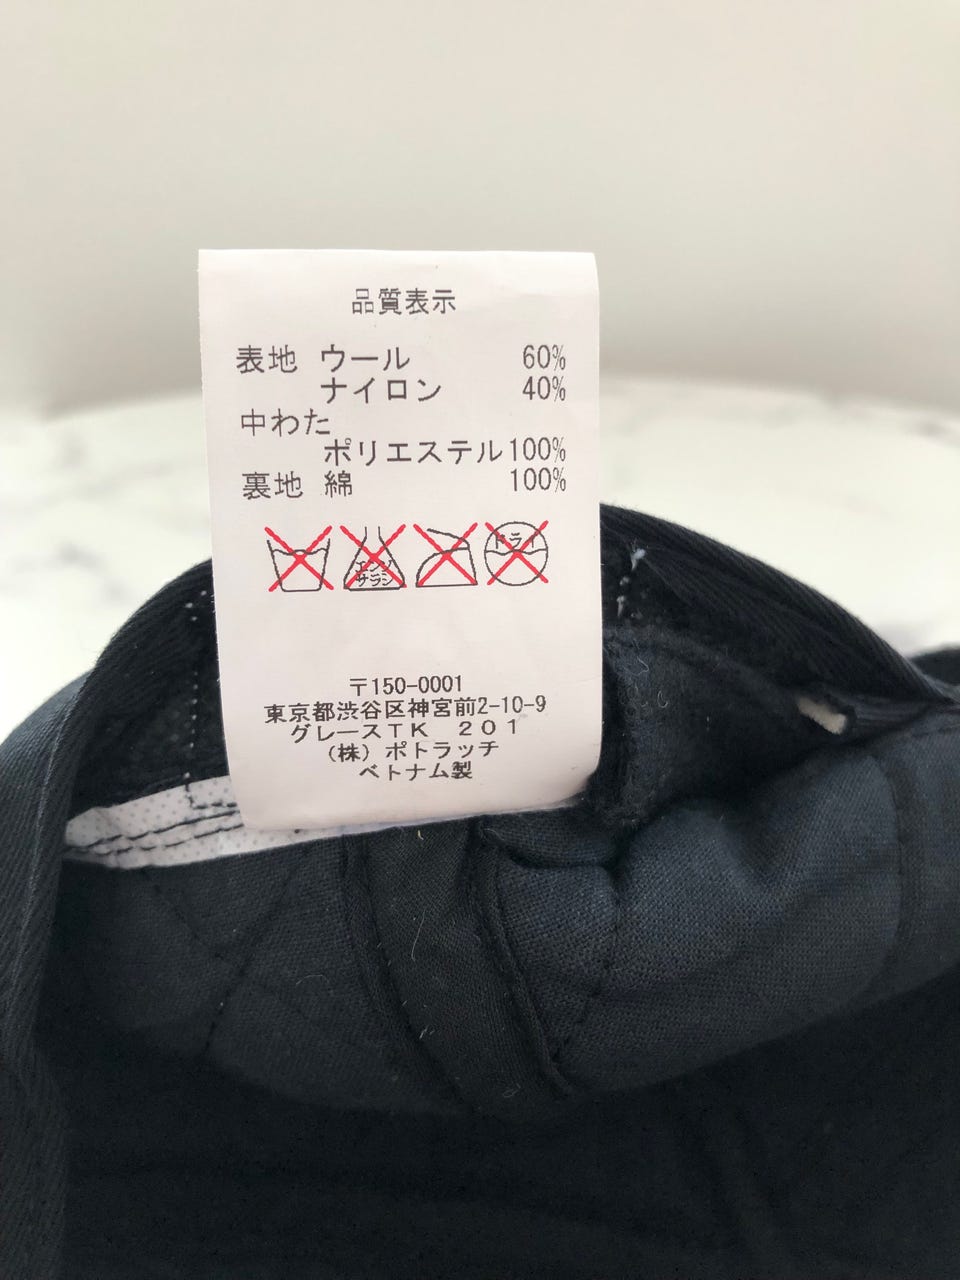 品質表示
表地 ウール 60%
ナイロン 40%
中わた
ポリエステル100%
裏地 綿 100%
エンソ
サラシ
ドライ
〒150-0001
東京都渋谷区神宮前2-10-9
グレースTK 201
(株) ポトラッチ
ベトナム製